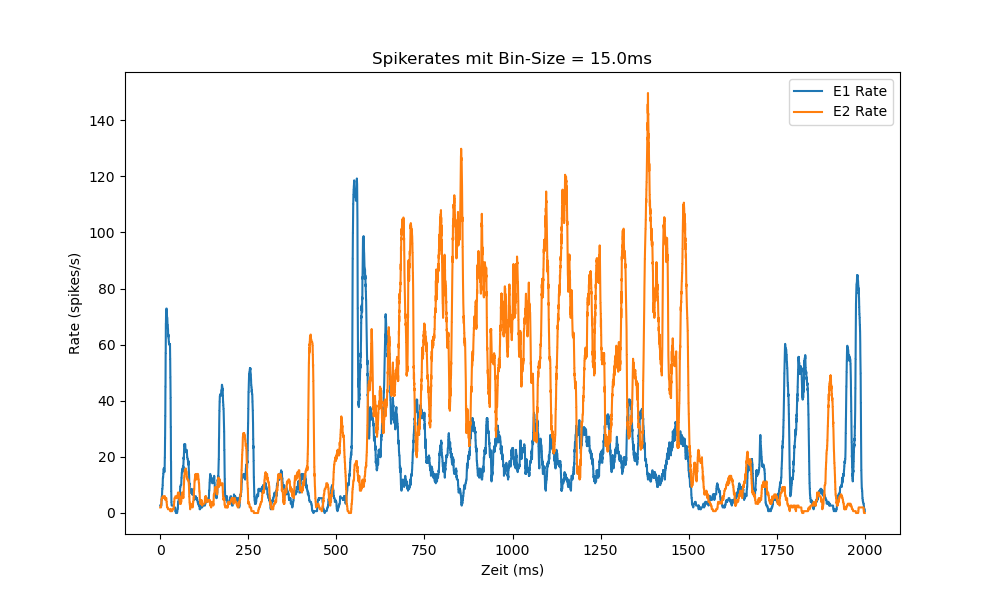 Spikerates mit Bin-Size = 15.0ms
E1 Rate
E2 Rate
140
120
100
80
60
40
20
0
Rate (spikes/s)
0 250 500 750 1000 1250 1500 1750 2000
Zeit (ms)